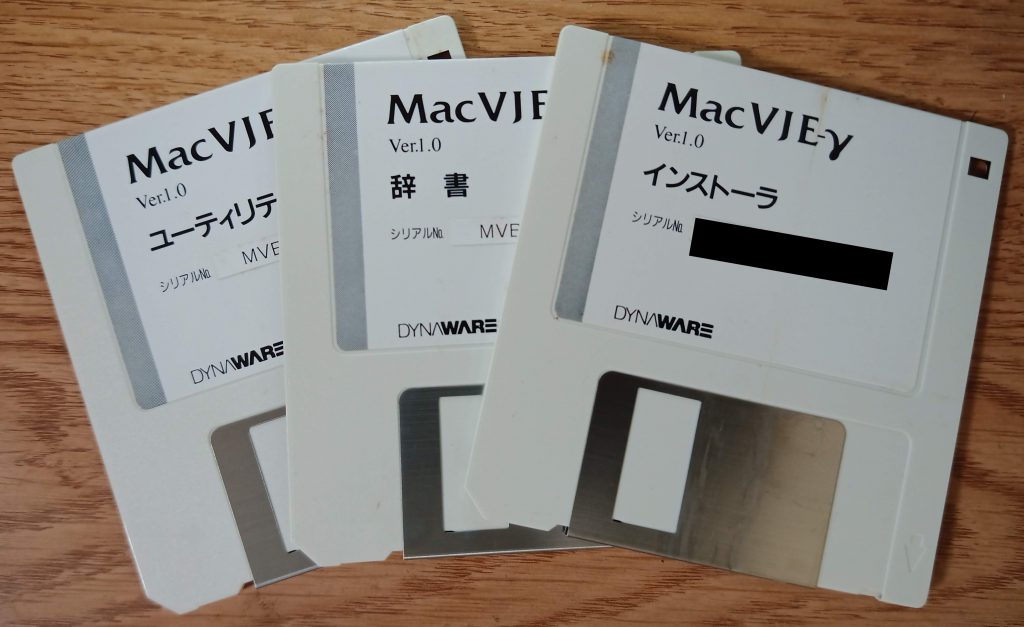 MacVJE
Ver.1.0
ユーティリテ
シリアルNo. MVE
DYNAWARE
MacVJE
Ver.1.0
辞書
シリアルNo. MVE
DYNAWARE
MacVJE-γ
Ver.1.0
インストーラ
シリアルNo.
DYNAWARE